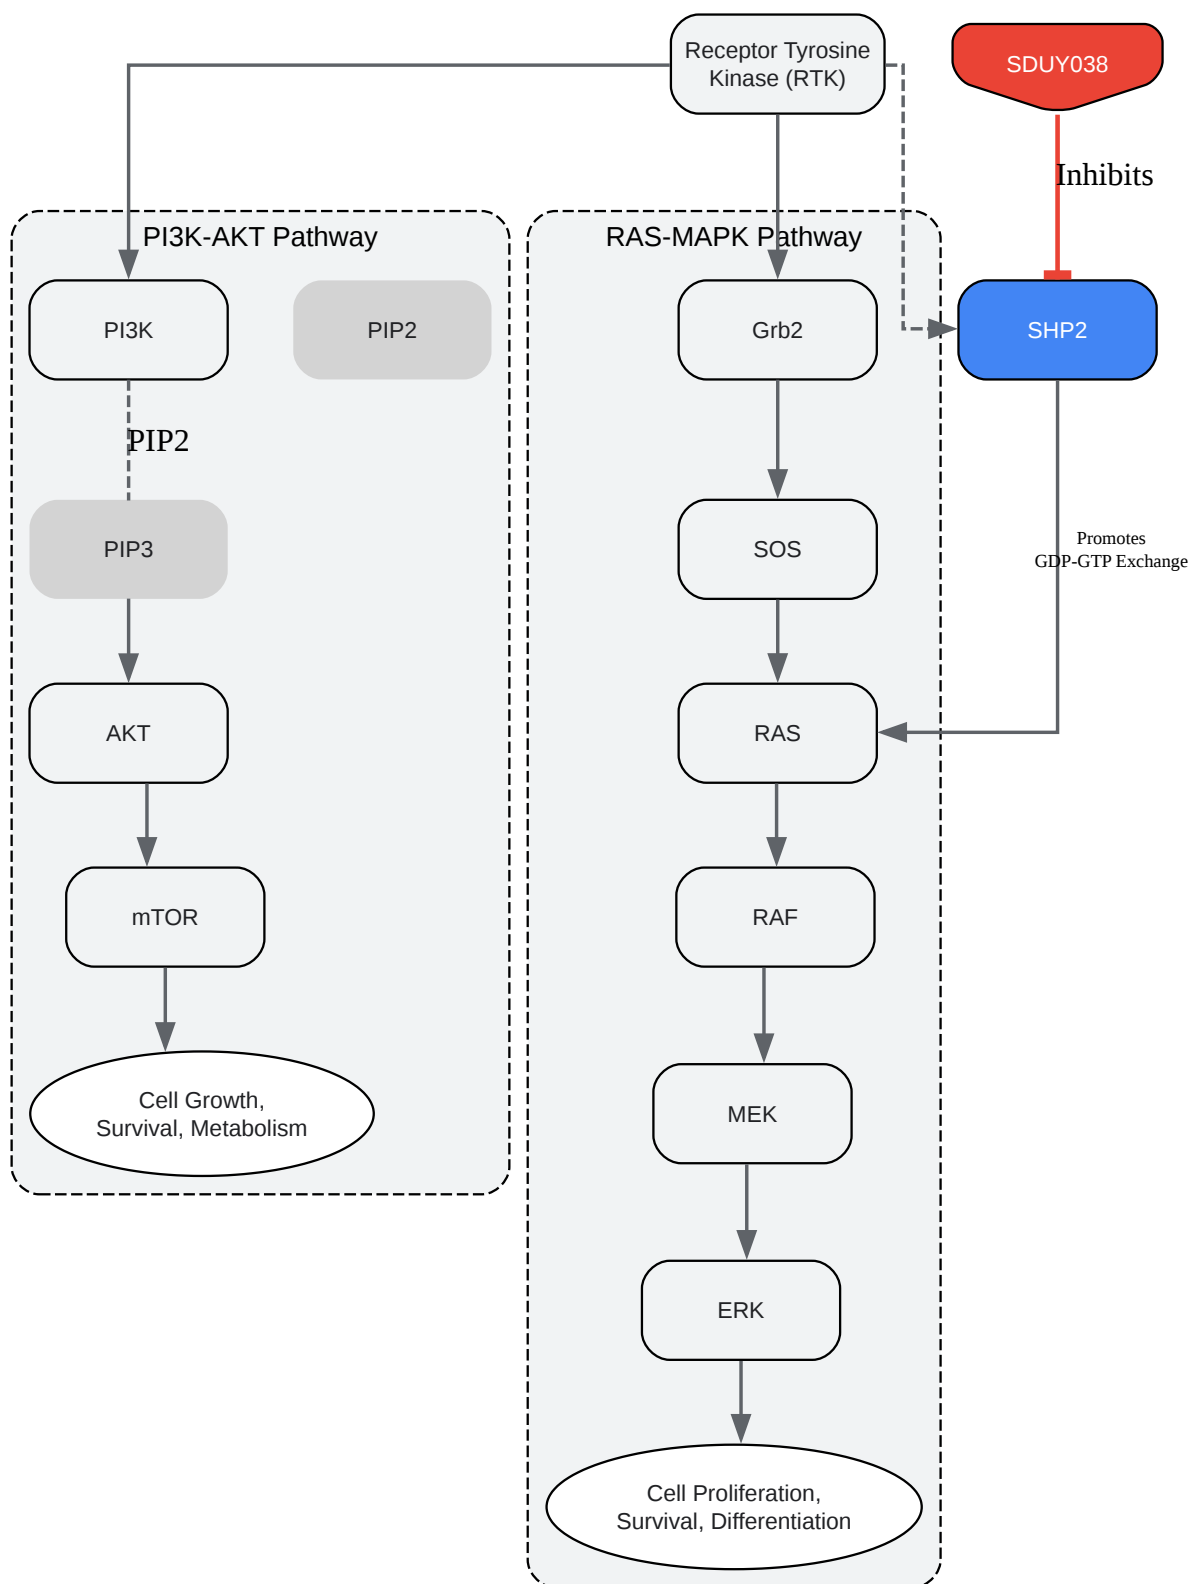 Receptor Tyrosine
Kinase (RTK)
SDUY038
Inhibits
PI3K-AKT Pathway
RAS-MAPK Pathway
PI3K
PIP2
Grb2
SHP2
PIP2
PIP3
SOS
Promotes
GDP-GTP Exchange
AKT
RAS
mTOR
RAF
Cell Growth,
Survival, Metabolism
MEK
ERK
Cell Proliferation,
Survival, Differentiation